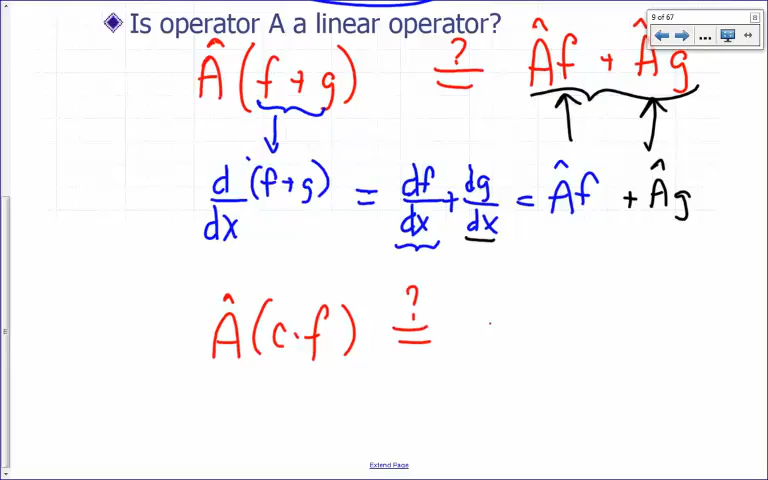 Is operator A a linear operator?
9 of 67
Â(f+g) ?= Âf + Âg
...
d/dx (f+g) = df/dx + dg/dx = Âf + Âg
Â(c·f) ?=
Extend Page